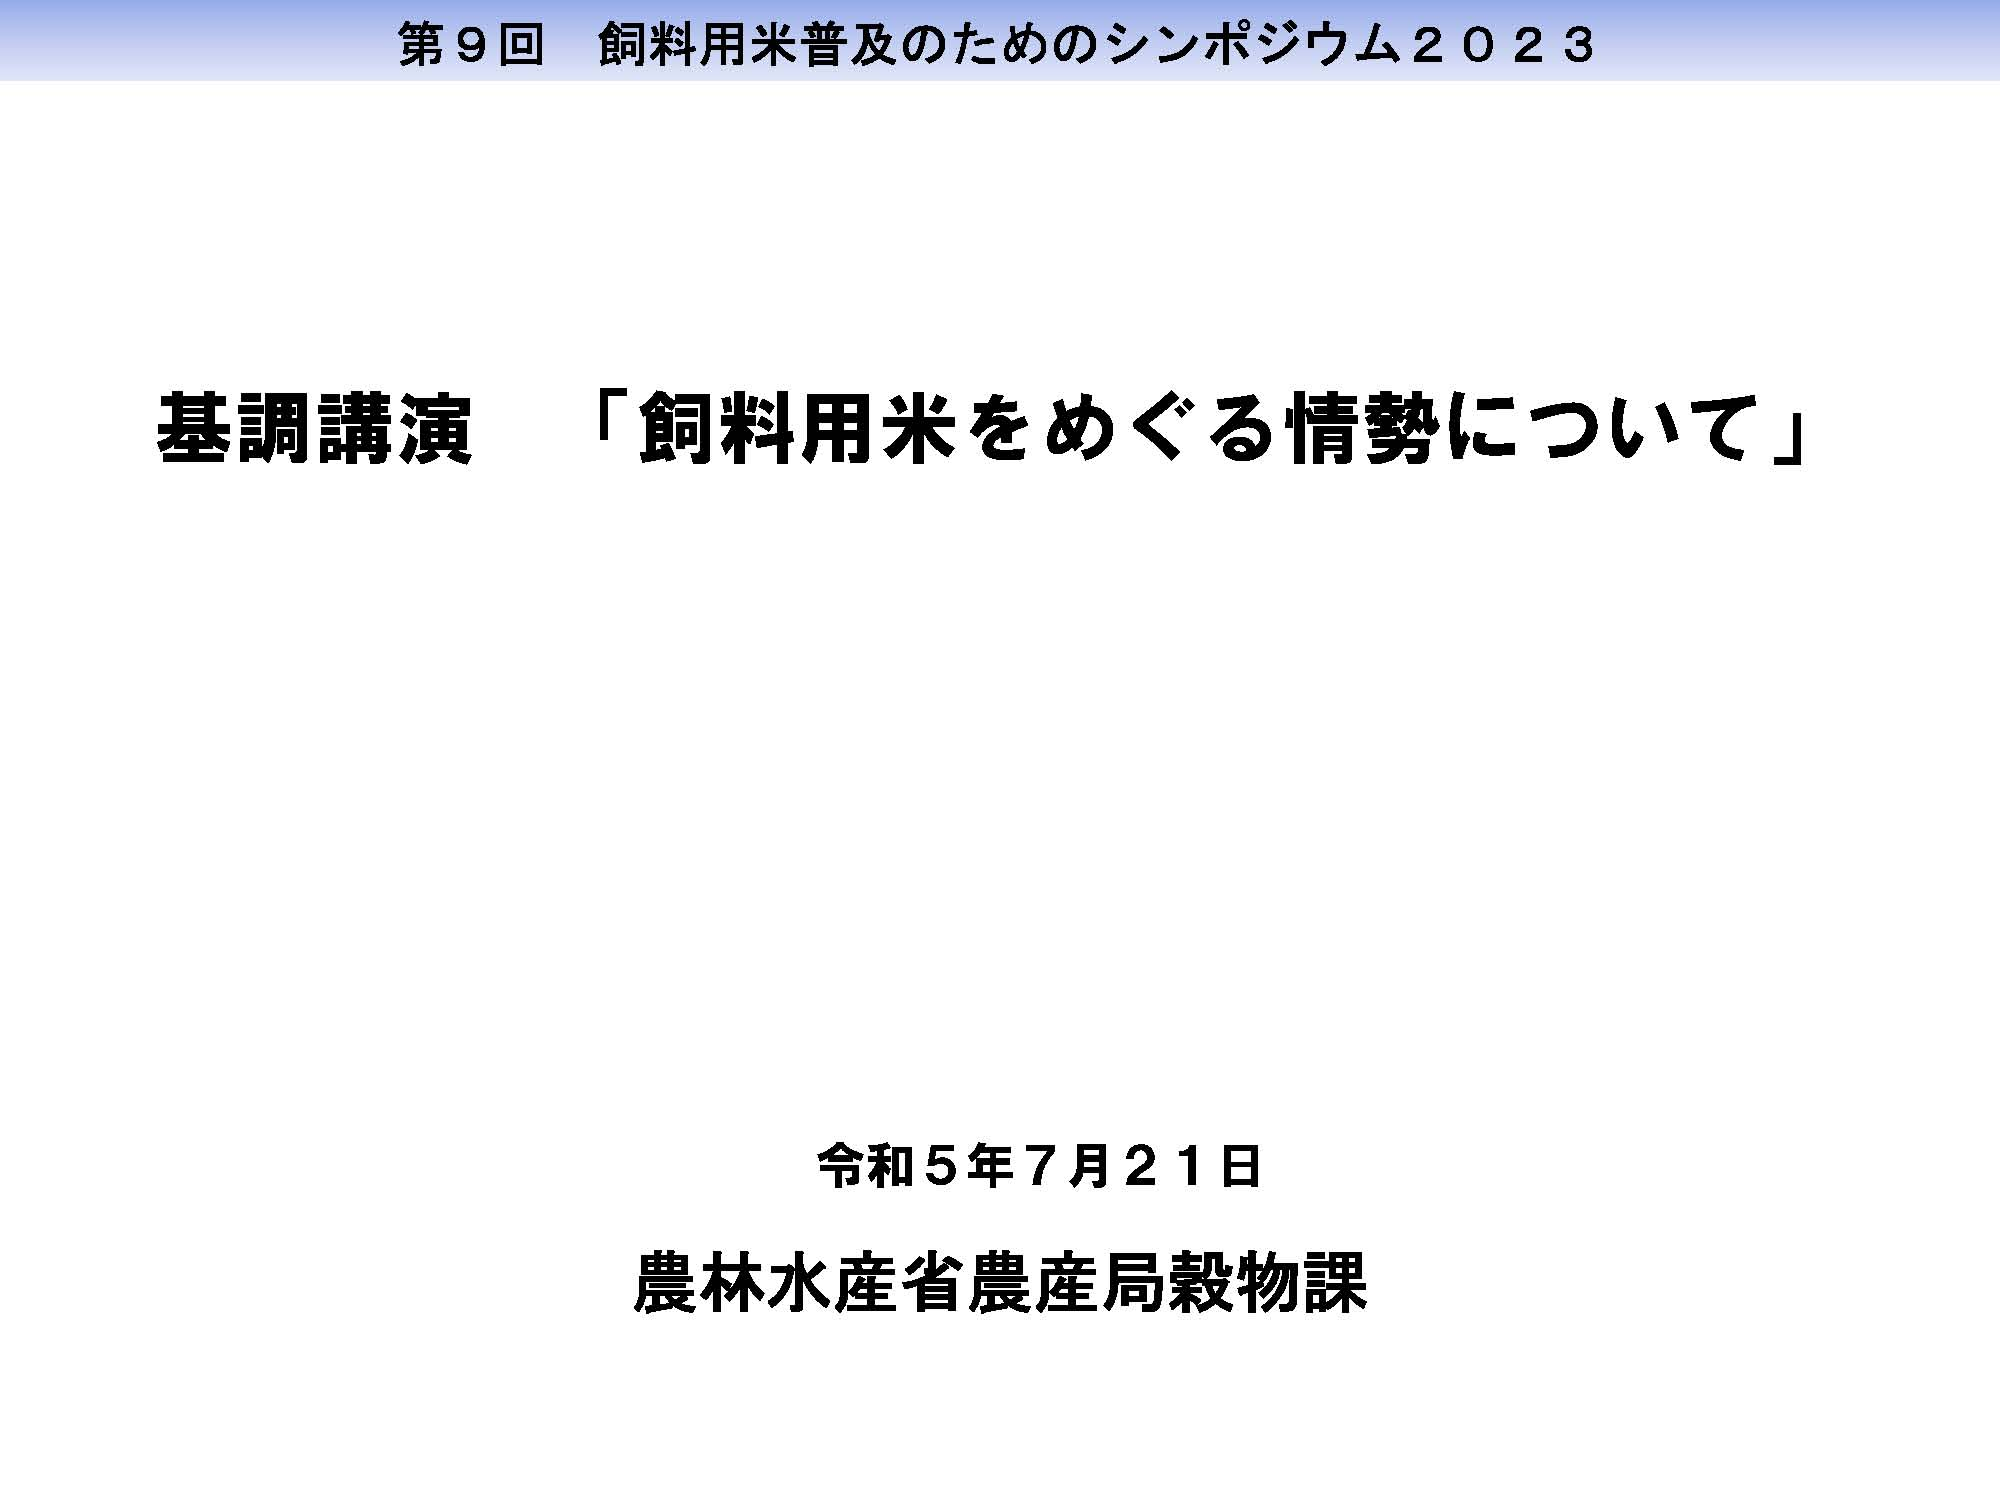 第９回　飼料用米普及のためのシンポジウム２０２３
基調講演　「飼料用米をめぐる情勢について」
令和５年７月２１日
農林水産省農産局穀物課